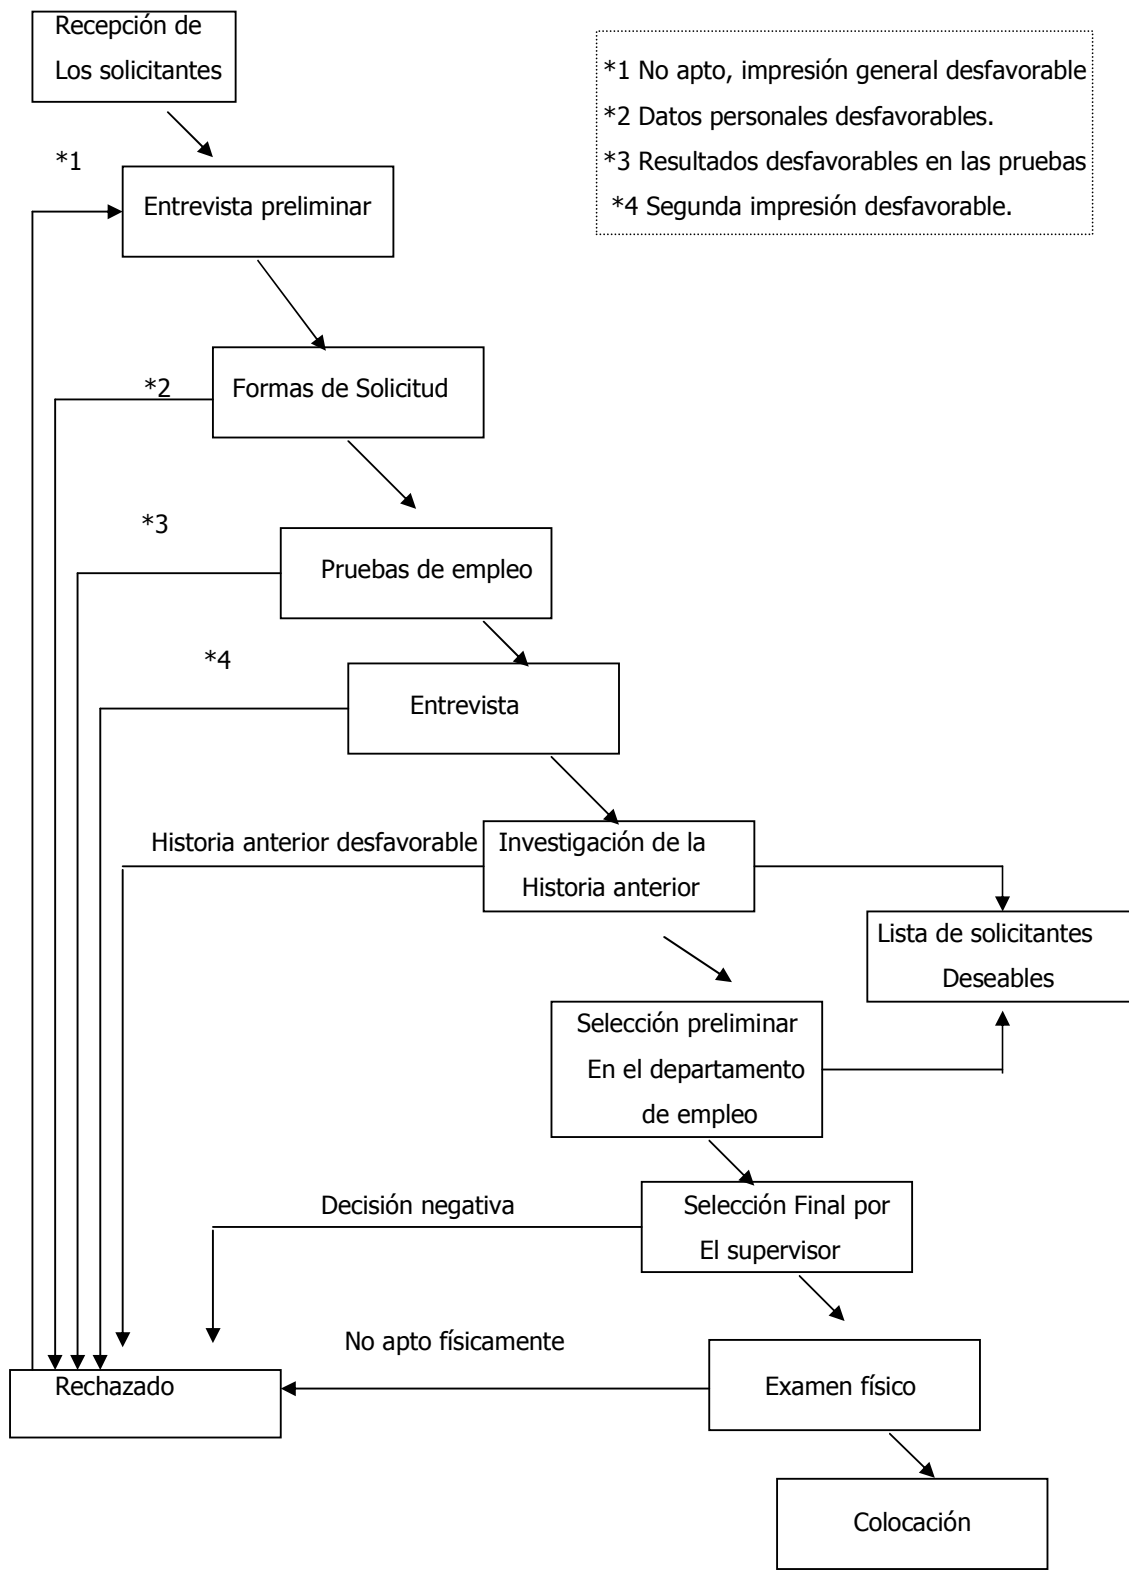 Recepción de
Los solicitantes
*1 No apto, impresión general desfavorable
*2 Datos personales desfavorables.
*3 Resultados desfavorables en las pruebas
*4 Segunda impresión desfavorable.
*1
Entrevista preliminar
*2
Formas de Solicitud
*3
Pruebas de empleo
*4
Entrevista
Historia anterior desfavorable
Investigación de la
Historia anterior
Lista de solicitantes
Deseables
Selección preliminar
En el departamento
de empleo
Decisión negativa
Selección Final por
El supervisor
No apto físicamente
Rechazado
Examen físico
Colocación